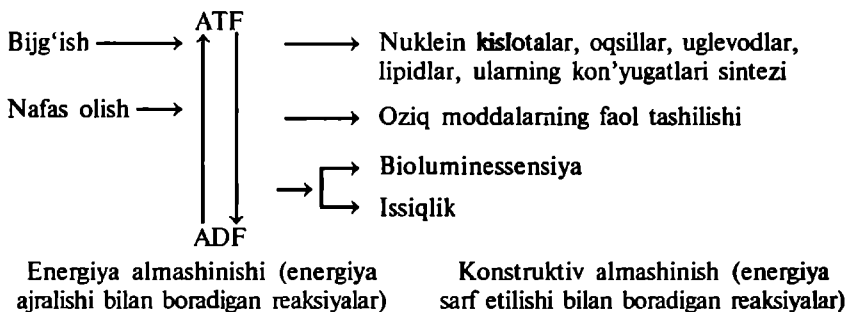 ATF
Bijg‘ish
Nuklein kislotalar, oqsillar, uglevodlar,
lipidlar, ularning kon’yugatlari sintezi
Nafas olish
Oziq moddalarning faol tashilishi
Bioluminessensiya
Issiqlik
ADF
Energiya almashinishi (energiya
ajralishi bilan boradigan reaksiyalar)
Konstruktiv almashinish (energiya
sarf etilishi bilan boradigan reaksiyalar)